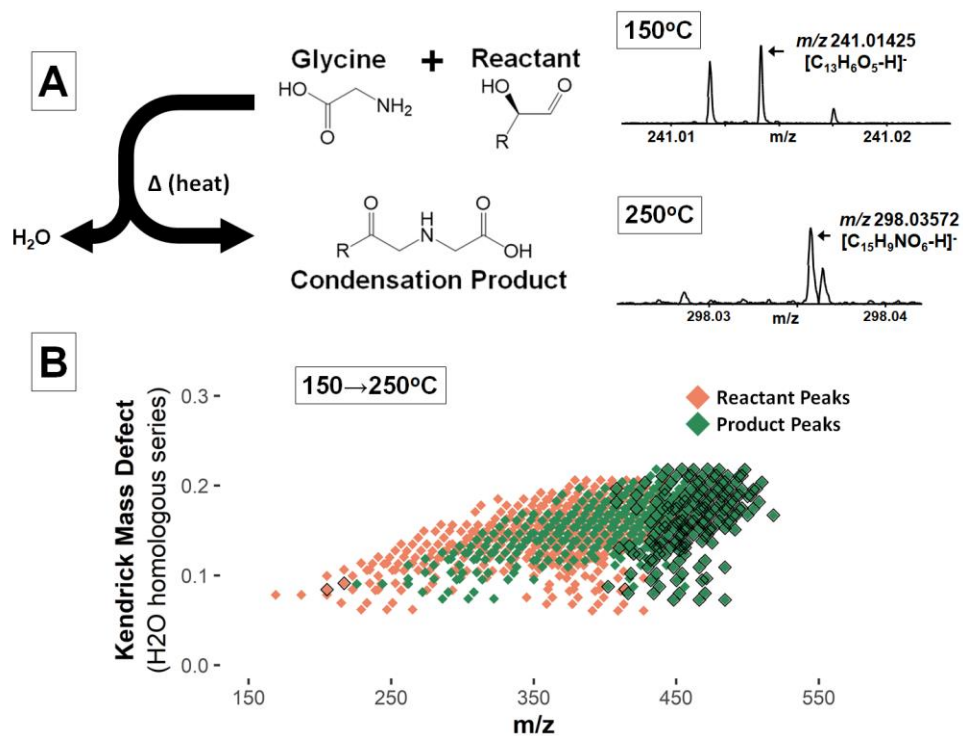 A
Glycine + Reactant
HO
O
NH₂
OH
O
R
Δ (heat)
H₂O
O
H
N
O
R
OH
Condensation Product
150°C
m/z 241.01425
[C₁₃H₆O₅-H]⁻
241.01 m/z 241.02
250°C
m/z 298.03572
[C₁₅H₉NO₆-H]⁻
298.03 m/z 298.04
B
150→250°C
Reactant Peaks
Product Peaks
Kendrick Mass Defect
(H2O homologous series)
0.3
0.2
0.1
0.0
150 250 350 450 550
m/z